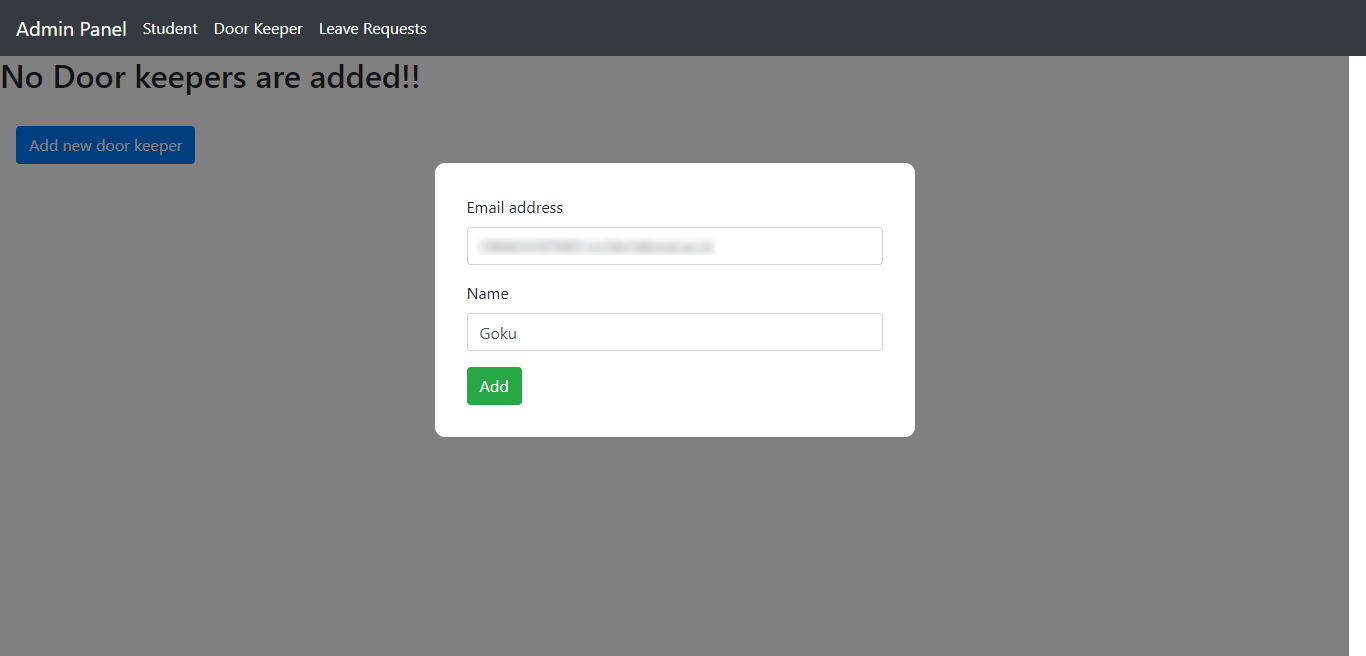 Admin Panel Student Door Keeper Leave Requests
No Door keepers are added!!
Add new door keeper
Email address
Name
Goku
Add